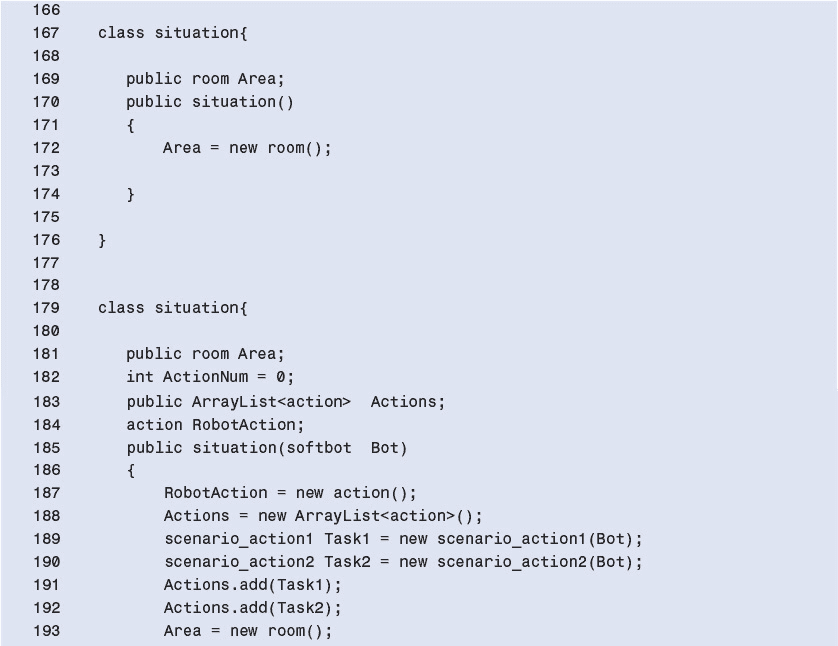 166
167 class situation{
168
169 public room Area;
170 public situation()
171 {
172 Area = new room();
173
174 }
175
176 }
177
178
179 class situation{
180
181 public room Area;
182 int ActionNum = 0;
183 public ArrayList<action> Actions;
184 action RobotAction;
185 public situation(softbot Bot)
186 {
187 RobotAction = new action();
188 Actions = new ArrayList<action>();
189 scenario_action1 Task1 = new scenario_action1(Bot);
190 scenario_action2 Task2 = new scenario_action2(Bot);
191 Actions.add(Task1);
192 Actions.add(Task2);
193 Area = new room();